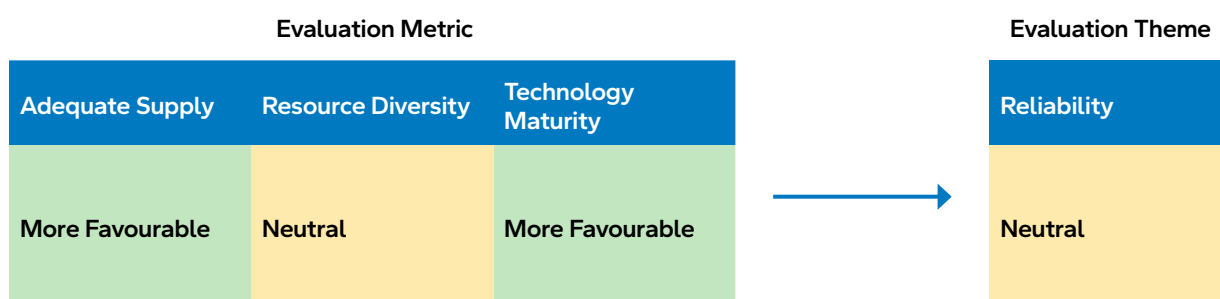 Evaluation Metric
Evaluation Theme
Adequate Supply
Resource Diversity
Technology
Maturity
Reliability
More Favourable
Neutral
More Favourable
Neutral